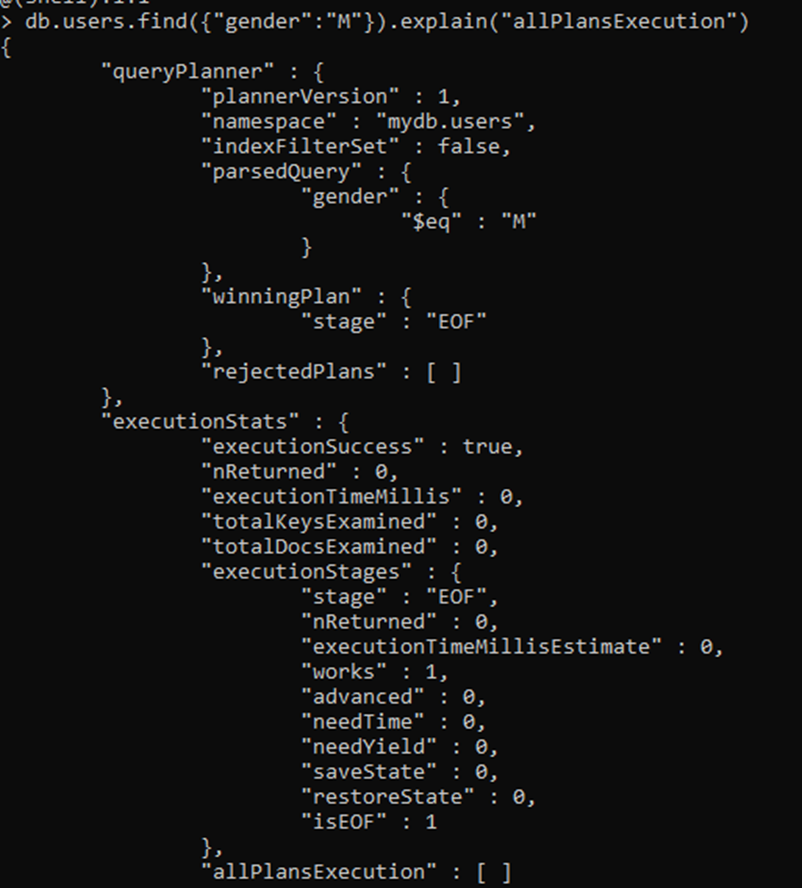 > db.users.find({"gender":"M"}).explain("allPlansExecution")
{
        "queryPlanner" : {
                "plannerVersion" : 1,
                "namespace" : "mydb.users",
                "indexFilterSet" : false,
                "parsedQuery" : {
                        "gender" : {
                                "$eq" : "M"
                        }
                },
                "winningPlan" : {
                        "stage" : "EOF"
                },
                "rejectedPlans" : [ ]
        },
        "executionStats" : {
                "executionSuccess" : true,
                "nReturned" : 0,
                "executionTimeMillis" : 0,
                "totalKeysExamined" : 0,
                "totalDocsExamined" : 0,
                "executionStages" : {
                        "stage" : "EOF",
                        "nReturned" : 0,
                        "executionTimeMillisEstimate" : 0,
                        "works" : 1,
                        "advanced" : 0,
                        "needTime" : 0,
                        "needYield" : 0,
                        "saveState" : 0,
                        "restoreState" : 0,
                        "isEOF" : 1
                },
                "allPlansExecution" : [ ]